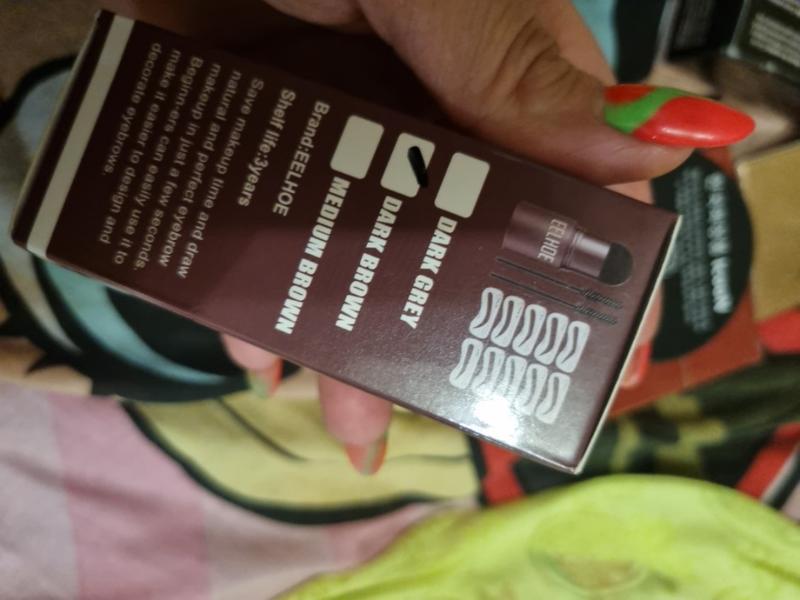 EELHOE
DARK GREY
DARK BROWN
MEDIUM BROWN
Brand:EELHOE
Shelf life:3years
Save makeup time and draw
natural and perfect eyebrow
makeup in just a few seconds.
Beginn-ers can easily use it to
make it easier to design and
decorate eyebrows.